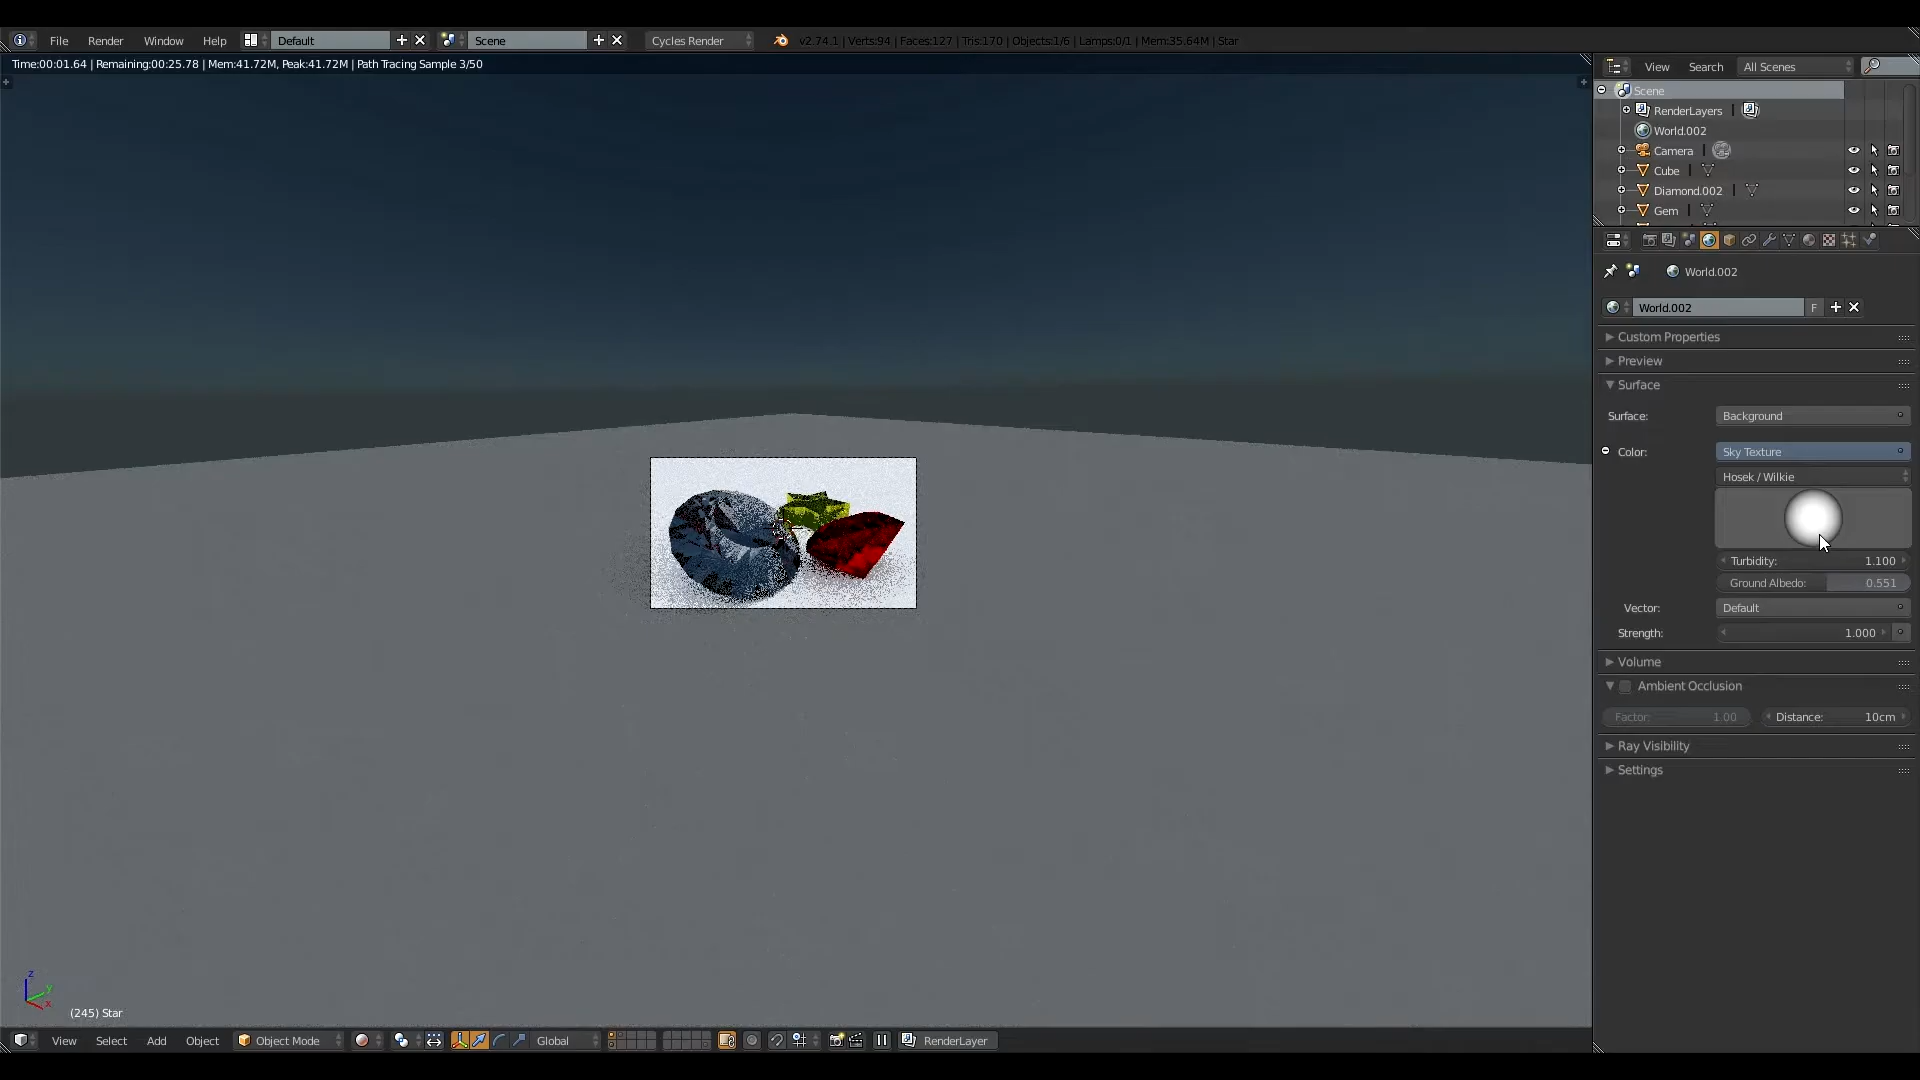 File Render Window Help Default Scene Cycles Render v2.74.1 | Verts:94 | Faces:127 | Tris:170 | Objects:1/6 | Lamps:0/1 | Mem:35.64M | Star
Time:00:01.64 | Remaining:00:25.78 | Mem:41.72M, Peak:41.72M | Path Tracing Sample 3/50
View Search All Scenes
Scene
RenderLayers
World.002
Camera
Cube
Diamond.002
Gem
World.002
World.002 F
Custom Properties
Preview
Surface
Surface: Background
Color: Sky Texture
Hosek / Wilkie
Turbidity: 1.100
Ground Albedo: 0.551
Vector: Default
Strength: 1.000
Volume
Ambient Occlusion
Factor: 1.00 Distance: 10cm
Ray Visibility
Settings
z
y
x
(245) Star
View Select Add Object Object Mode Global RenderLayer